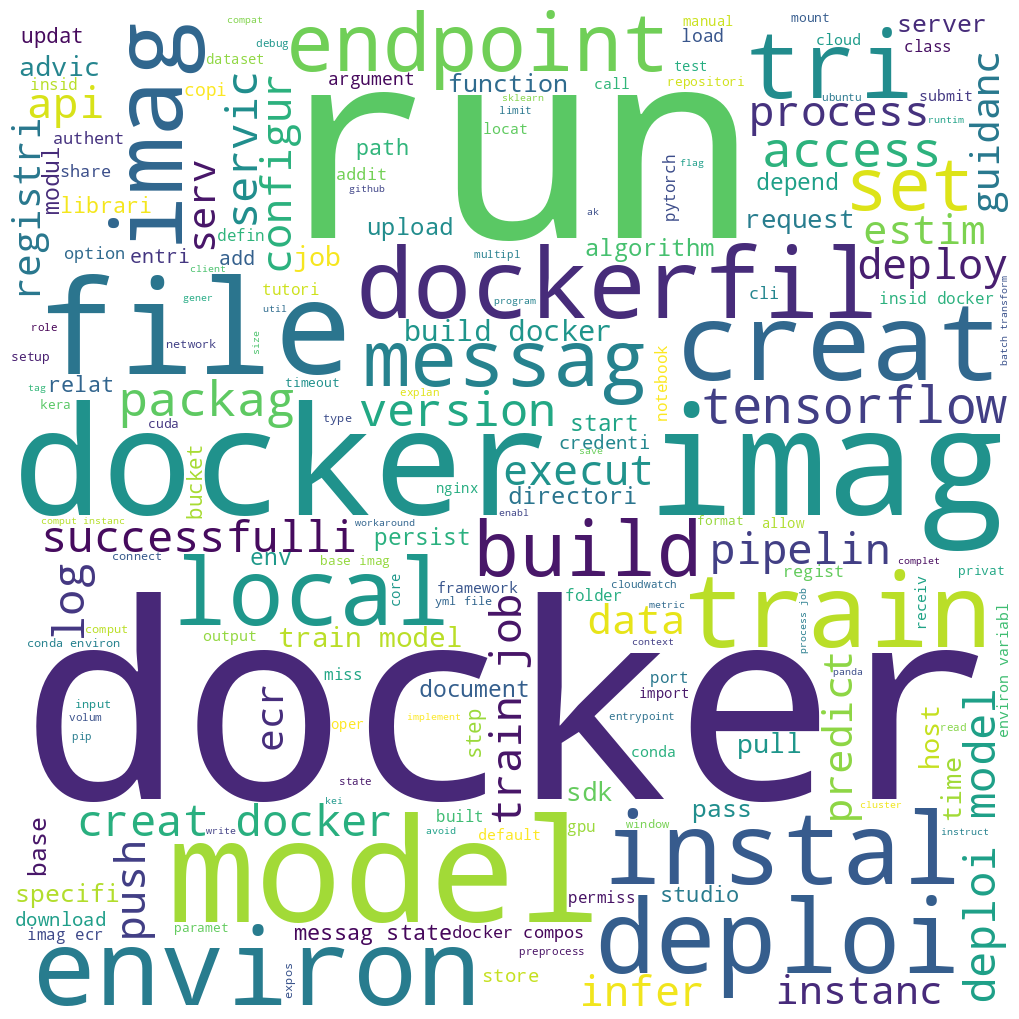 updat
imag
endpoint
compat
manual
mount
server
debug
tri
cloud
class
advic
dataset
load
insid
argument
function
test
repositori
api
copi
servic
run
call
ubuntu
submit
guidanc
sklearn
limit
process
runtim
registri
authent
serv
configur
path
locat
access
set
modul
share
addit
github
pytorch
flag
depend
librari
ak
request
estim
defin
upload
option
entri
add
job
multipl
algorithm
dockerfil
deploy
file
client
tutori
cli
insid docker
gener
util
program
batch transform
role
network
size
build docker
messag
creat
setup
relat
timeout
notebook
tag
packag
explan
tensorflow
kera
cuda
type
version
start
docker imag
bucket
credenti
execut
save
nginx
directori
enabl
comput instanc
workaround
format
allow
successfulli
connect
env
base imag
persist
build
pipelin
complet
log
local
core
framework
cloudwatch
regist
privat
receiv
yml file
folder
metric
process job
train
comput
conda environ
output
train model
train job
data
context
environ variabl
docker
miss
document
port
predict
panda
import
input
volum
ecr
implement
entrypoint
model
host
read
pip
oper
step
conda
pull
time
state
sdk
kei
built
pass
cluster
creat docker
write
avoid
default
gpu
window
instruct
base
push
model
instal
deploi model
specifi
permiss
studio
download
paramet
imag ecr
messag state
docker compos
deploi
preprocess
environ
expos
store
infer
instanc